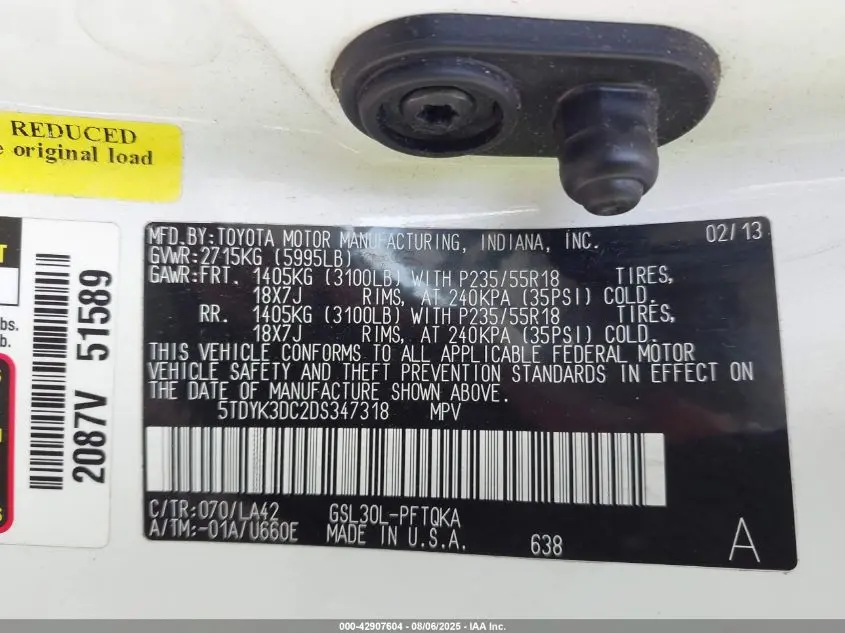 REDUCED
original load
51589
2087V
MFD.BY:TOYOTA MOTOR MANUFACTURING, INDIANA, INC. 02/13
GVWR:2715KG (5995LB)
GAWR:FRT. 1405KG (3100LB) WITH P235/55R18 TIRES,
18X7J RIMS, AT 240KPA (35PSI) COLD.
RR. 1405KG (3100LB) WITH P235/55R18 TIRES,
18X7J RIMS, AT 240KPA (35PSI) COLD.
THIS VEHICLE CONFORMS TO ALL APPLICABLE FEDERAL MOTOR
VEHICLE SAFETY AND THEFT PREVENTION STANDARDS IN EFFECT ON
THE DATE OF MANUFACTURE SHOWN ABOVE.
5TDYK3DC2DS347318 MPV
C/TR:070/LA42 GSL30L-PFTQKA
A/TM:-01A/U660E MADE IN U.S.A. 638 A
lbs.
b.
000-42907604 - 08/06/2025 - IAA Inc.